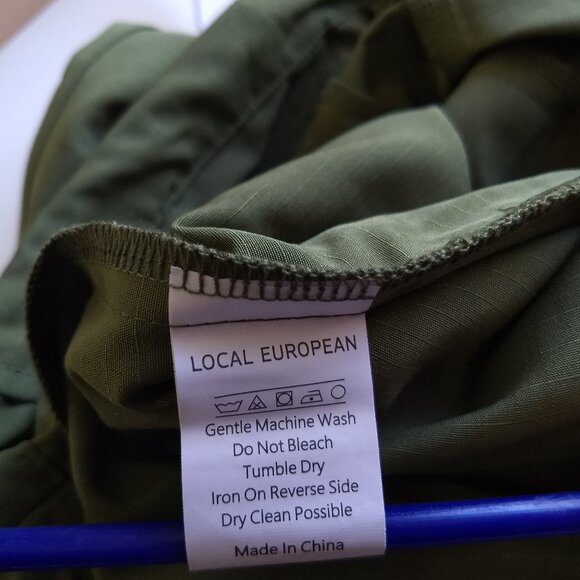 LOCAL EUROPEAN
Gentle Machine Wash
Do Not Bleach
Tumble Dry
Iron On Reverse Side
Dry Clean Possible
Made In China